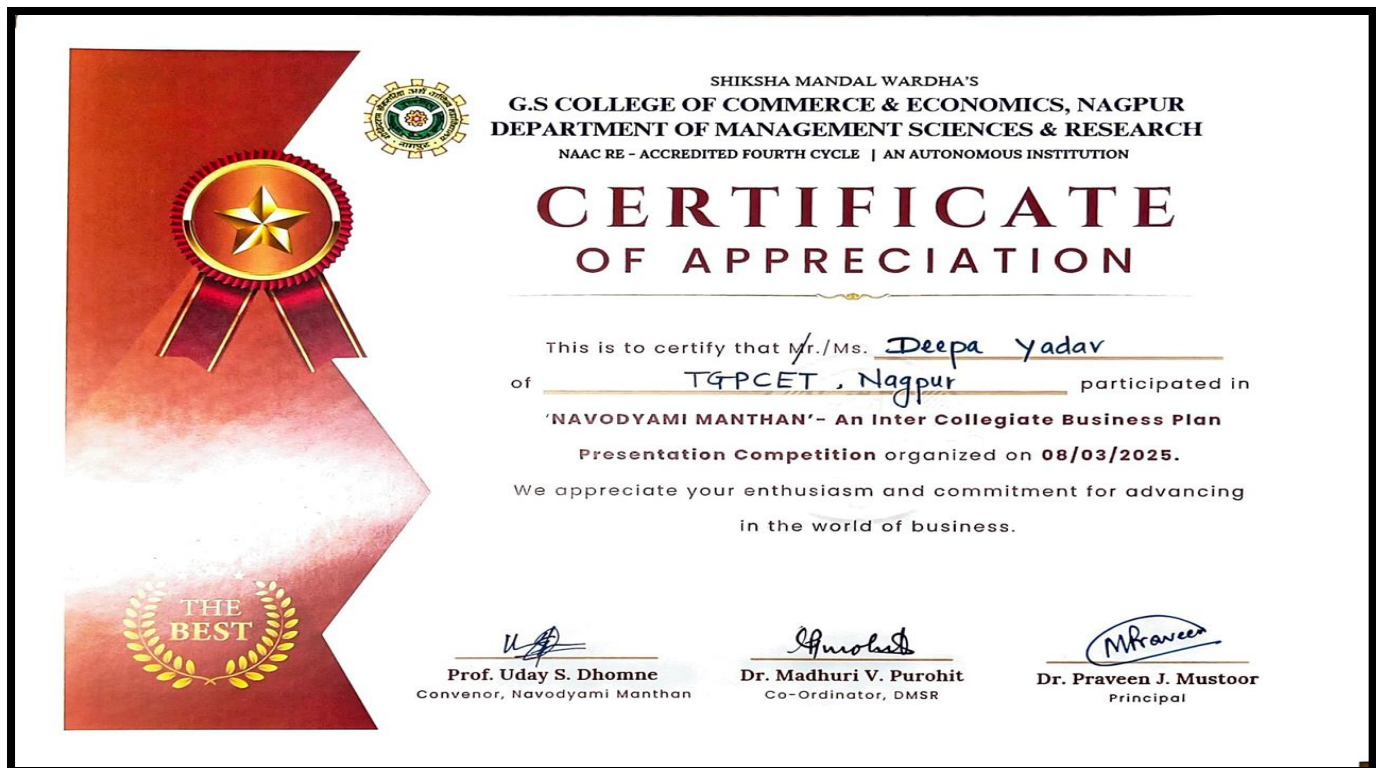 SHIKSHA MANDAL WARDHA'S
G.S COLLEGE OF COMMERCE & ECONOMICS, NAGPUR
DEPARTMENT OF MANAGEMENT SCIENCES & RESEARCH
NAAC RE - ACCREDITED FOURTH CYCLE | AN AUTONOMOUS INSTITUTION
CERTIFICATE
OF APPRECIATION
This is to certify that Mr./Ms. Deepa Yadav
of TGPCET, Nagpur participated in
'NAVODYAMI MANTHAN'- An Inter Collegiate Business Plan
Presentation Competition organized on 08/03/2025.
We appreciate your enthusiasm and commitment for advancing
in the world of business.
THE
BEST
Prof. Uday S. Dhomne
Convenor, Navodyami Manthan
Dr. Madhuri V. Purohit
Co-Ordinator, DMSR
MPraveen
Dr. Praveen J. Mustoor
Principal